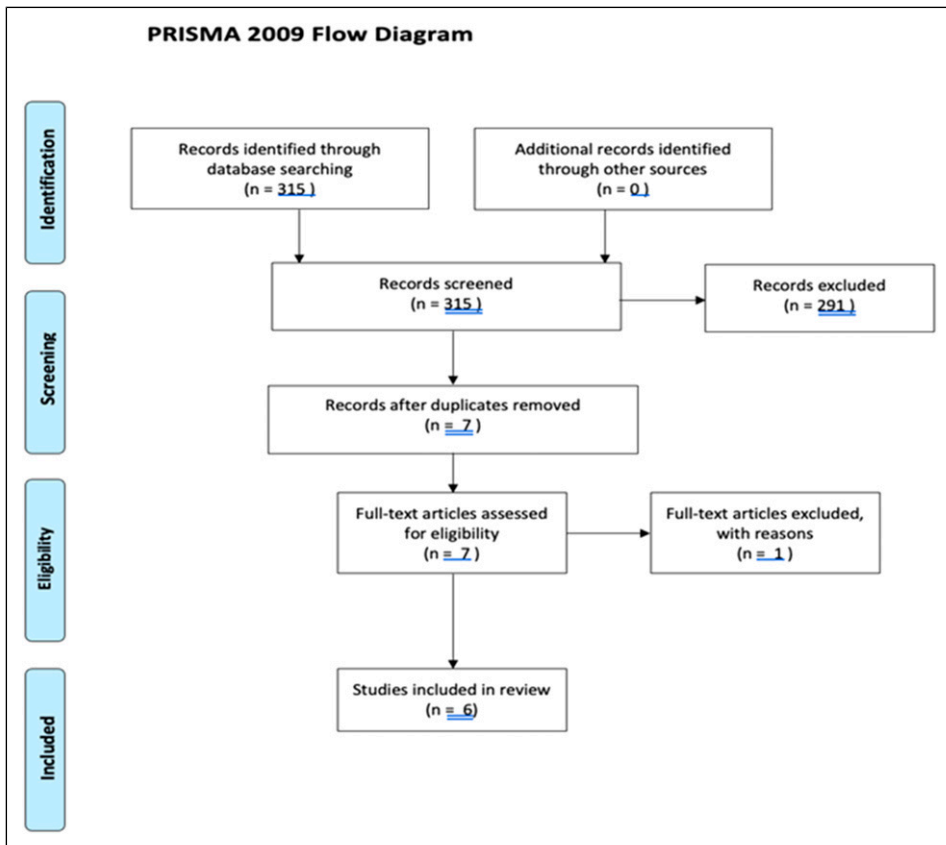 PRISMA 2009 Flow Diagram
Identification
Records identified through
database searching
(n = 315 )
Additional records identified
through other sources
(n = 0 )
Records screened
(n = 315 )
Records excluded
(n = 291 )
Screening
Records after duplicates removed
(n = 7 )
Eligibility
Full-text articles assessed
for eligibility
(n = 7 )
Full-text articles excluded,
with reasons
(n = 1 )
Included
Studies included in review
(n = 6)